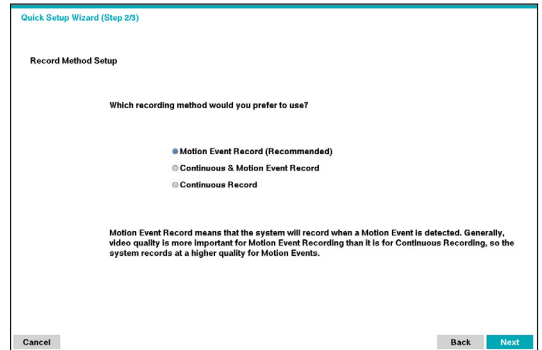 Quick Setup Wizard (Step 2/3)
Record Method Setup
Which recording method would you prefer to use?
Motion Event Record (Recommended)
Continuous & Motion Event Record
Continuous Record
Motion Event Record means that the system will record when a Motion Event is detected. Generally,
video quality is more important for Motion Event Recording than it is for Continuous Recording, so the
system records at a higher quality for Motion Events.
Cancel
Back
Next